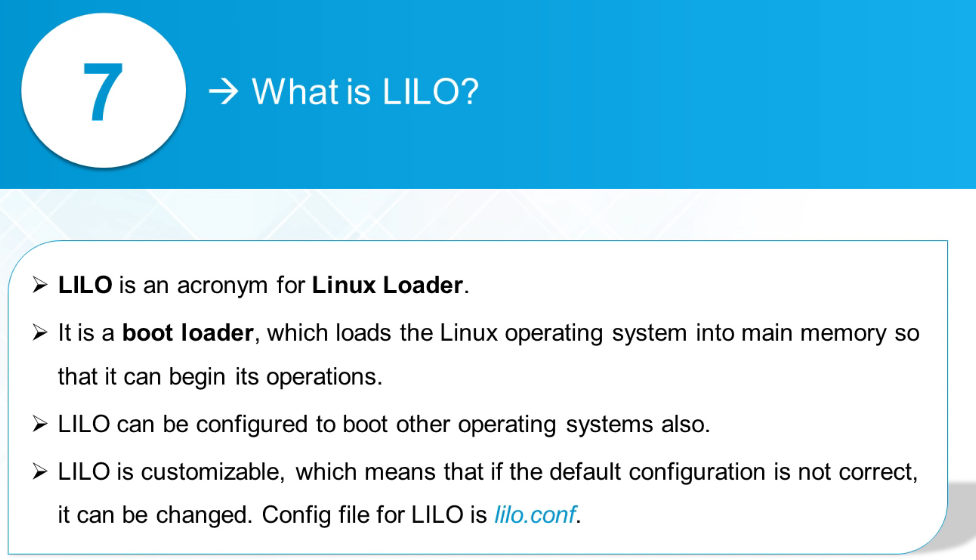 7
→ What is LILO?
➢ LILO is an acronym for Linux Loader.
➢ It is a boot loader, which loads the Linux operating system into main memory so
that it can begin its operations.
➢ LILO can be configured to boot other operating systems also.
➢ LILO is customizable, which means that if the default configuration is not correct,
it can be changed. Config file for LILO is lilo.conf.